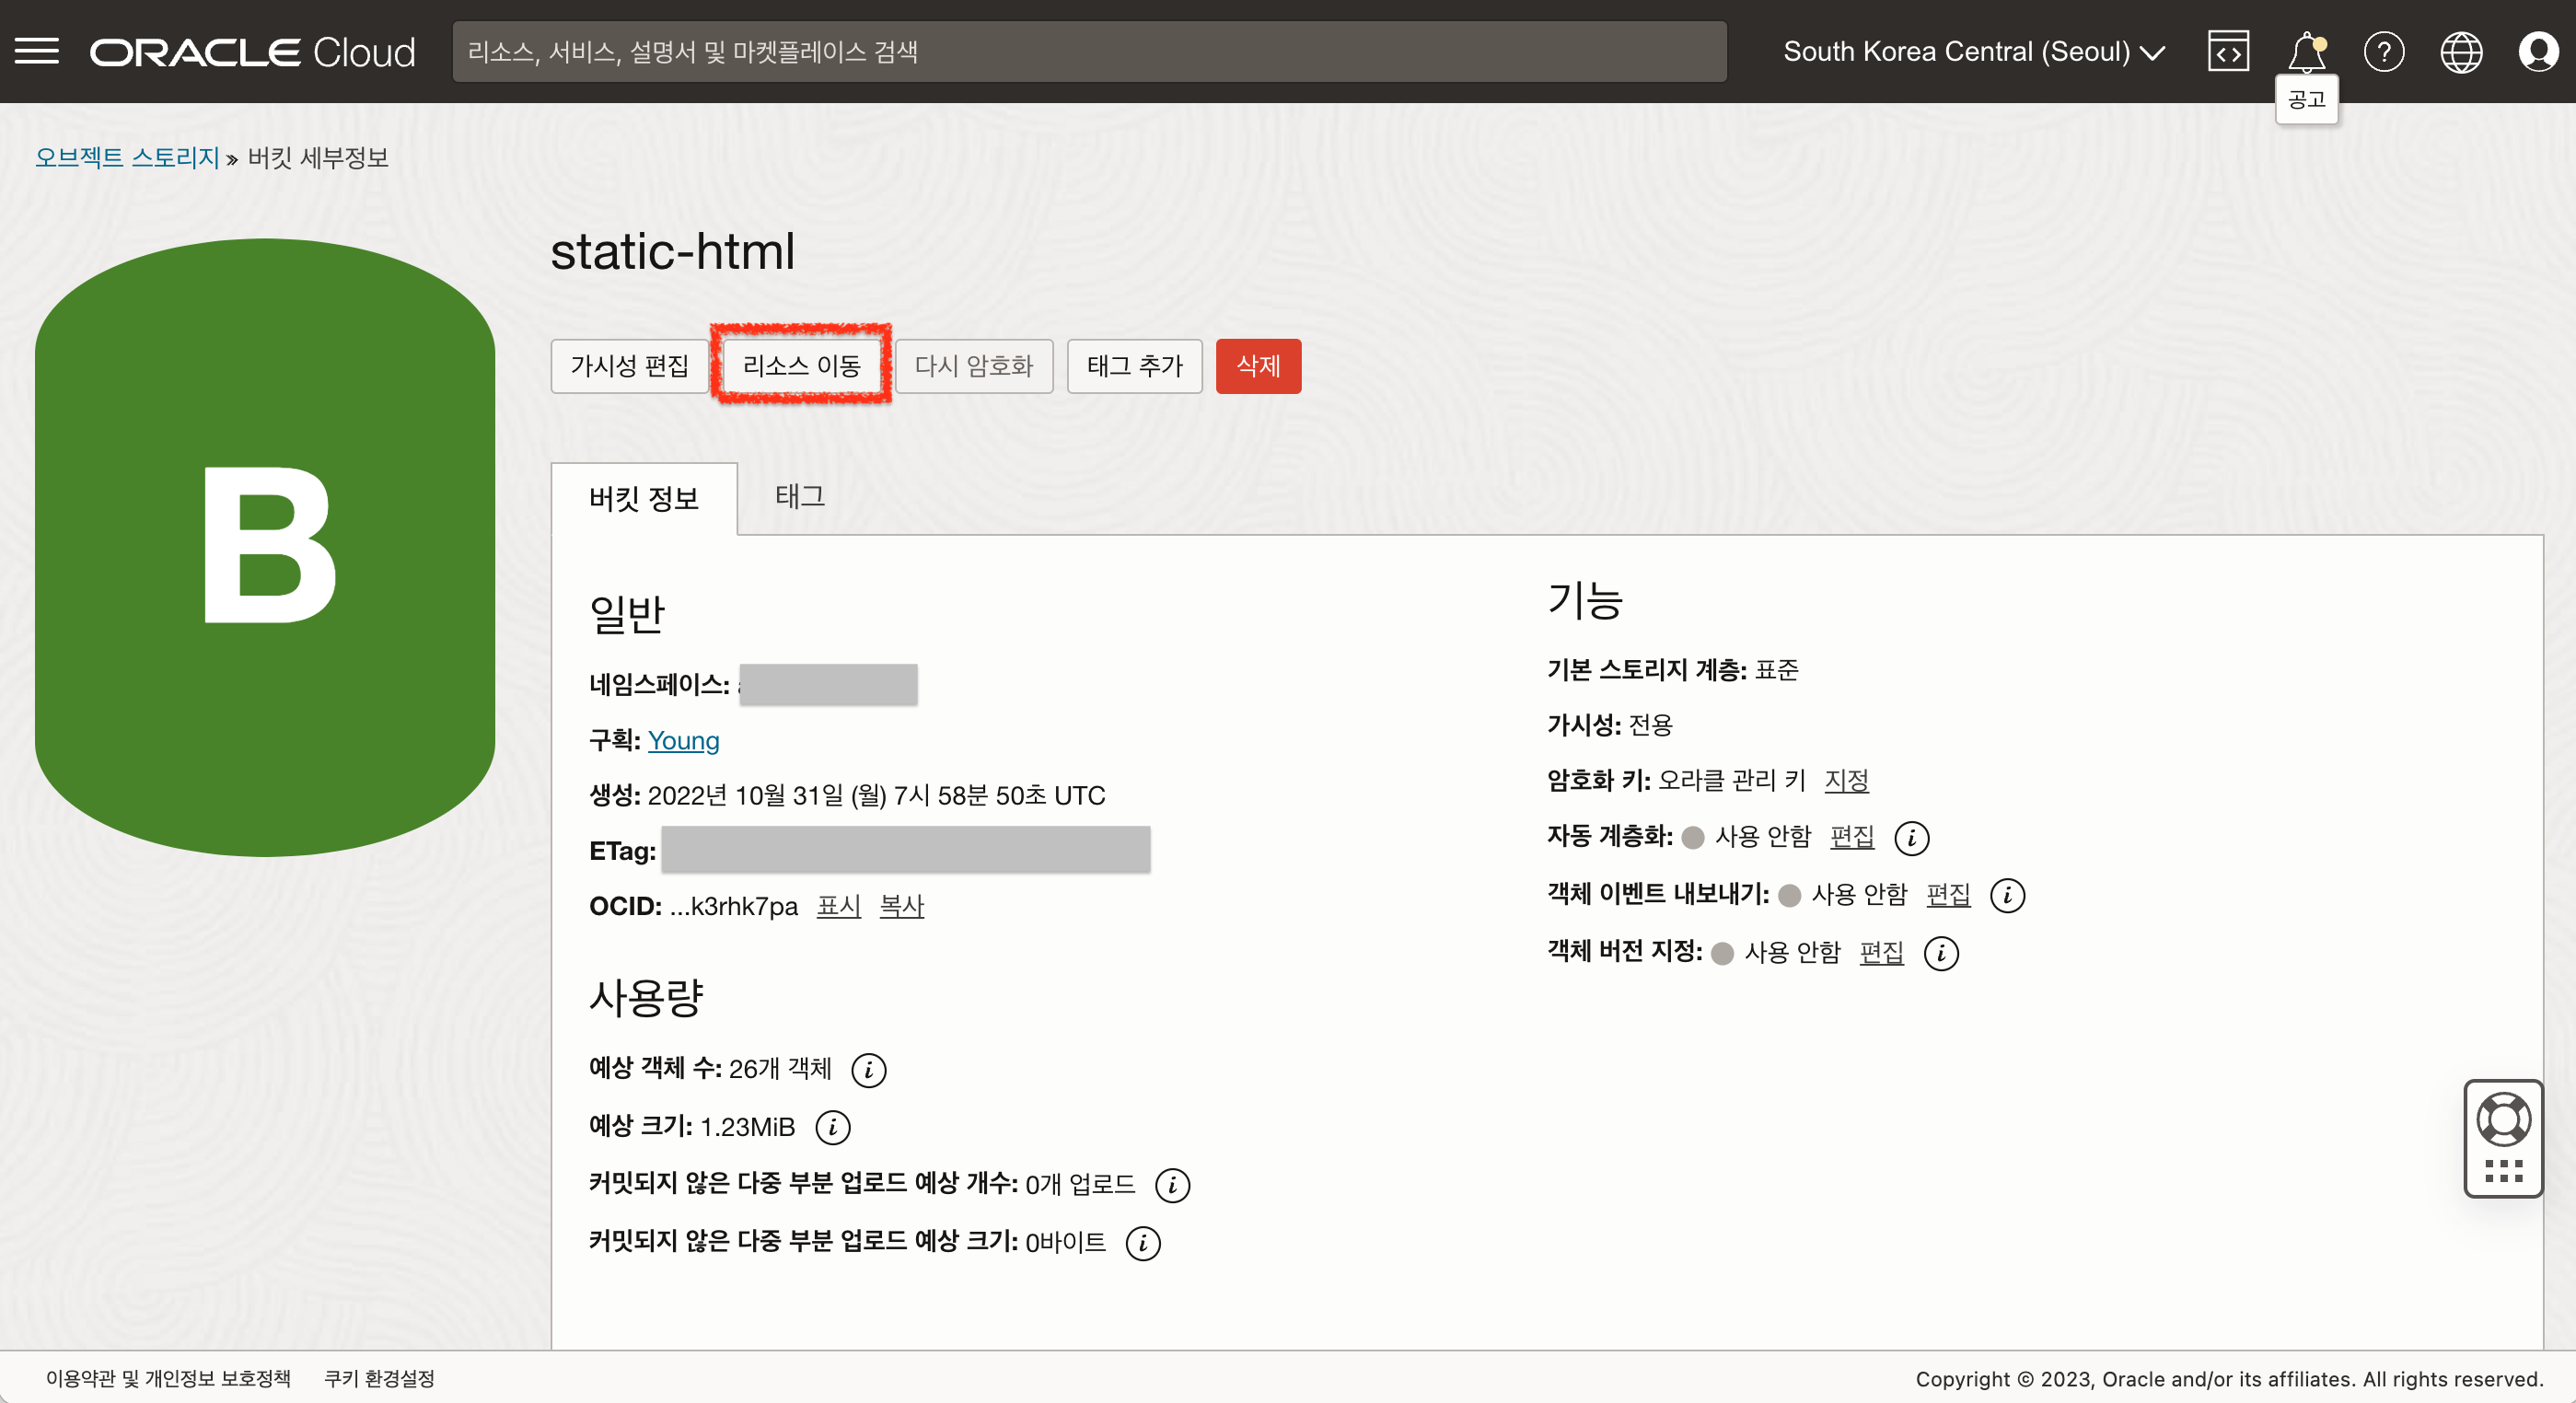 ORACLE Cloud
리소스, 서비스, 설명서 및 마켓플레이스 검색
South Korea Central (Seoul)
공고
오브젝트 스토리지 » 버킷 세부정보
B
static-html
가시성 편집
리소스 이동
다시 암호화
태그 추가
삭제
버킷 정보
태그
일반
네임스페이스:
구획: Young
생성: 2022년 10월 31일 (월) 7시 58분 50초 UTC
ETag:
OCID: ...k3rhk7pa 표시 복사
사용량
예상 객체 수: 26개 객체
예상 크기: 1.23MiB
커밋되지 않은 다중 부분 업로드 예상 개수: 0개 업로드
커밋되지 않은 다중 부분 업로드 예상 크기: 0바이트
기능
기본 스토리지 계층: 표준
가시성: 전용
암호화 키: 오라클 관리 키 지정
자동 계층화: 사용 안함 편집
객체 이벤트 내보내기: 사용 안함 편집
객체 버전 지정: 사용 안함 편집
이용약관 및 개인정보 보호정책
쿠키 환경설정
Copyright © 2023, Oracle and/or its affiliates. All rights reserved.